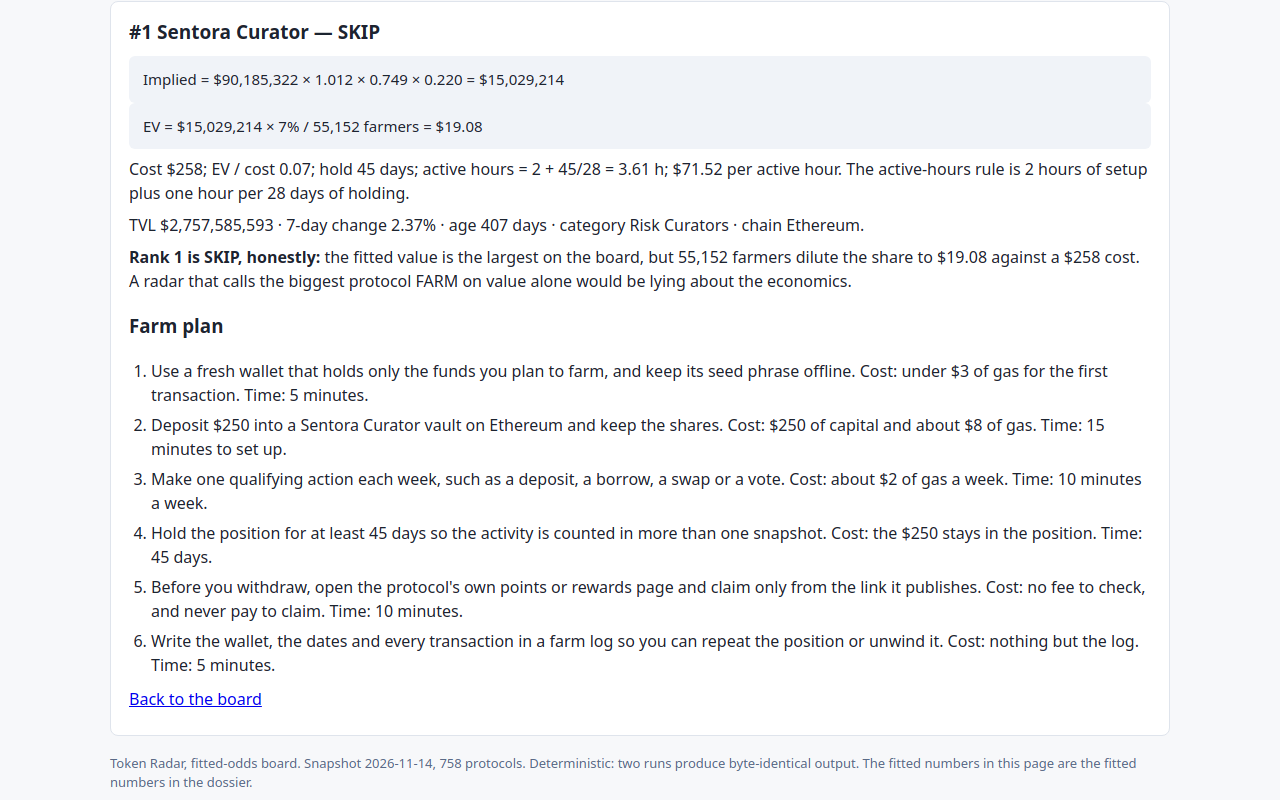 #1 Sentora Curator — SKIP
Implied = $90,185,322 × 1.012 × 0.749 × 0.220 = $15,029,214
EV = $15,029,214 × 7% / 55,152 farmers = $19.08
Cost $258; EV / cost 0.07; hold 45 days; active hours = 2 + 45/28 = 3.61 h; $71.52 per active hour. The active-hours rule is 2 hours of setup
plus one hour per 28 days of holding.
TVL $2,757,585,593 · 7-day change 2.37% · age 407 days · category Risk Curators · chain Ethereum.
Rank 1 is SKIP, honestly: the fitted value is the largest on the board, but 55,152 farmers dilute the share to $19.08 against a $258 cost.
A radar that calls the biggest protocol FARM on value alone would be lying about the economics.
Farm plan
1. Use a fresh wallet that holds only the funds you plan to farm, and keep its seed phrase offline. Cost: under $3 of gas for the first
transaction. Time: 5 minutes.
2. Deposit $250 into a Sentora Curator vault on Ethereum and keep the shares. Cost: $250 of capital and about $8 of gas. Time: 15
minutes to set up.
3. Make one qualifying action each week, such as a deposit, a borrow, a swap or a vote. Cost: about $2 of gas a week. Time: 10 minutes
a week.
4. Hold the position for at least 45 days so the activity is counted in more than one snapshot. Cost: the $250 stays in the position. Time:
45 days.
5. Before you withdraw, open the protocol's own points or rewards page and claim only from the link it publishes. Cost: no fee to check,
and never pay to claim. Time: 10 minutes.
6. Write the wallet, the dates and every transaction in a farm log so you can repeat the position or unwind it. Cost: nothing but the log.
Time: 5 minutes.
Back to the board
Token Radar, fitted-odds board. Snapshot 2026-11-14, 758 protocols. Deterministic: two runs produce byte-identical output. The fitted numbers in this page are the fitted
numbers in the dossier.